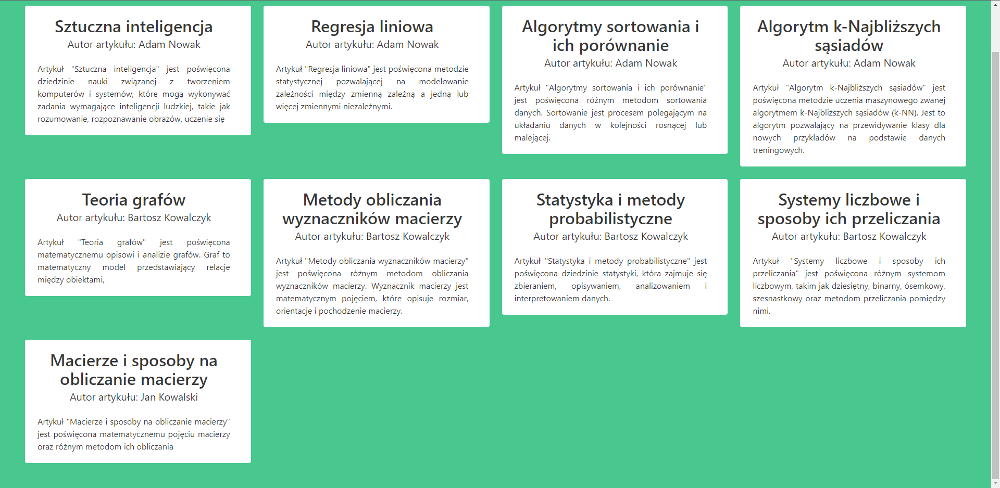 Sztuczna inteligencja
Autor artykułu: Adam Nowak
Artykuł "Sztuczna inteligencja" jest poświęcona
dziedzinie nauki związanej z tworzeniem
komputerów i systemów, które mogą wykonywać
zadania wymagające inteligencji ludzkiej, takie jak
rozumowanie, rozpoznawanie obrazów, uczenie się
Regresja liniowa
Autor artykułu: Adam Nowak
Artykuł "Regresja liniowa" jest poświęcona metodzie
statystycznej pozwalającej na modelowanie
zależności między zmienną zależną a jedną lub
więcej zmiennymi niezależnymi.
Algorytmy sortowania i
ich porównanie
Autor artykułu: Adam Nowak
Artykuł "Algorytmy sortowania i ich porównanie"
jest poświęcona różnym metodom sortowania
danych. Sortowanie jest procesem polegającym na
układaniu danych w kolejności rosnącej lub
malejącej.
Algorytm k-Najbliższych
sąsiadów
Autor artykułu: Adam Nowak
Artykuł "Algorytm k-Najbliższych sąsiadów" jest
poświęcona metodzie uczenia maszynowego zwanej
algorytmem k-Najbliższych sąsiadów (k-NN). Jest to
algorytm pozwalający na przewidywanie klasy dla
nowych przykładów na podstawie danych
treningowych.
Teoria grafów
Autor artykułu: Bartosz Kowalczyk
Artykuł "Teoria grafów" jest poświęcona
matematycznemu opisowi i analizie grafów. Graf to
matematyczny model przedstawiający relacje
między obiektami,
Metody obliczania
wyznaczników macierzy
Autor artykułu: Bartosz Kowalczyk
Artykuł "Metody obliczania wyznaczników macierzy"
jest poświęcona różnym metodom obliczania
wyznaczników macierzy. Wyznacznik macierzy jest
matematycznym pojęciem, które opisuje rozmiar,
orientację i pochodzenie macierzy.
Statystyka i metody
probabilistyczne
Autor artykułu: Bartosz Kowalczyk
Artykuł "Statystyka i metody probabilistyczne" jest
poświęcona dziedzinie statystyki, która zajmuje się
zbieraniem, opisywaniem, analizowaniem i
interpretowaniem danych.
Systemy liczbowe i
sposoby ich przeliczania
Autor artykułu: Bartosz Kowalczyk
Artykuł "Systemy liczbowe i sposoby ich
przeliczania" jest poświęcona różnym systemom
liczbowym, takim jak dziesiętny, binarny, ósemkowy,
szesnastkowy oraz metodom przeliczania pomiędzy
nimi.
Macierze i sposoby na
obliczanie macierzy
Autor artykułu: Jan Kowalski
Artykuł "Macierze i sposoby na obliczanie macierzy"
jest poświęcona matematycznemu pojęciu macierzy
oraz różnym metodom ich obliczania